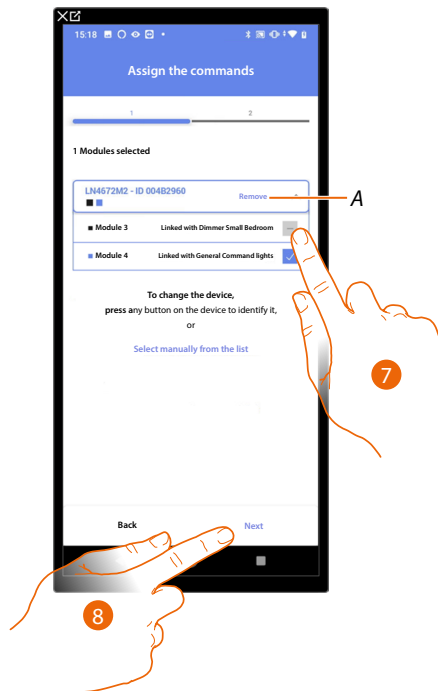 15:18
Assign the commands
1 2
1 Modules selected
LN4672M2 - ID 004B2960
Remove
A
Module 3 Linked with Dimmer Small Bedroom
Module 4 Linked with General Command lights
To change the device,
press any button on the device to identify it,
or
Select manually from the list
7
Back Next
8